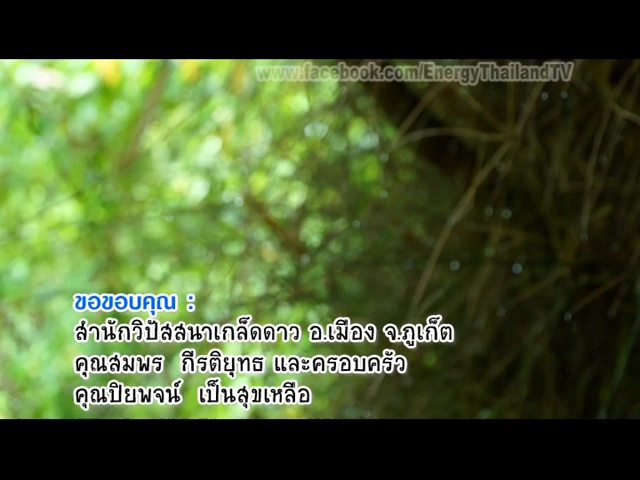 www.facebook.com/EnergyThailandTV
ขอขอบคุณ :
สำนักวิปัสสนาเกล็ดดาว อ.เมือง จ.ภูเก็ต
คุณสมพร กีรติยุทธ และครอบครัว
คุณปิยพจน์ เป็นสุขเหลือ